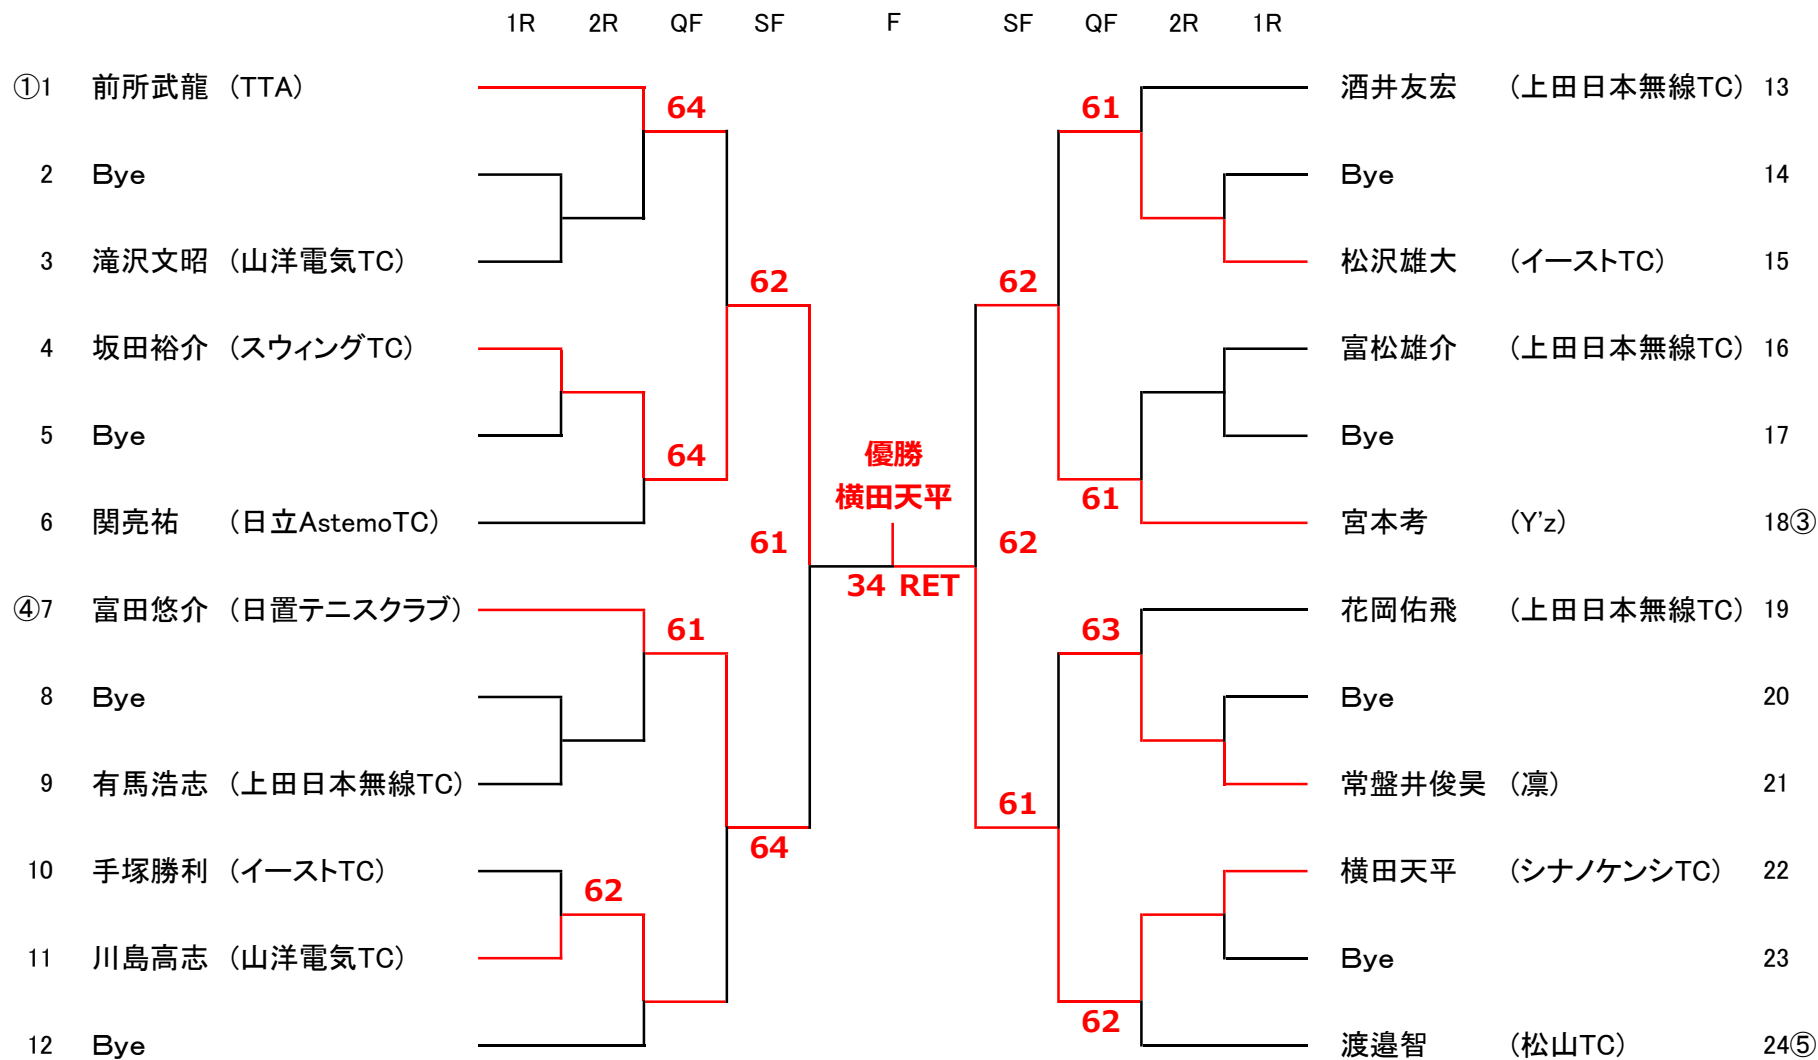 1R 2R QF SF F SF QF 2R 1R
①1 前所武龍 (TTA) 酒井友宏 (上田日本無線TC) 13
64 61
2 Bye Bye 14
3 滝沢文昭 (山洋電気TC) 松沢雄大 (イーストTC) 15
62 62
4 坂田裕介 (スウィングTC) 富松雄介 (上田日本無線TC) 16
5 Bye Bye 17
64 優勝
横田天平 61
6 関亮祐 (日立AstemoTC) 宮本考 (Y'z) 18③
61 62
34 RET
④7 富田悠介 (日置テニスクラブ) 花岡佑飛 (上田日本無線TC) 19
61 63
8 Bye Bye 20
9 有馬浩志 (上田日本無線TC) 常盤井俊昊 (凛) 21
61
64
10 手塚勝利 (イーストTC) 横田天平 (シナノケンシTC) 22
62
11 川島高志 (山洋電気TC) Bye 23
62
12 Bye 渡邉智 (松山TC) 24⑤